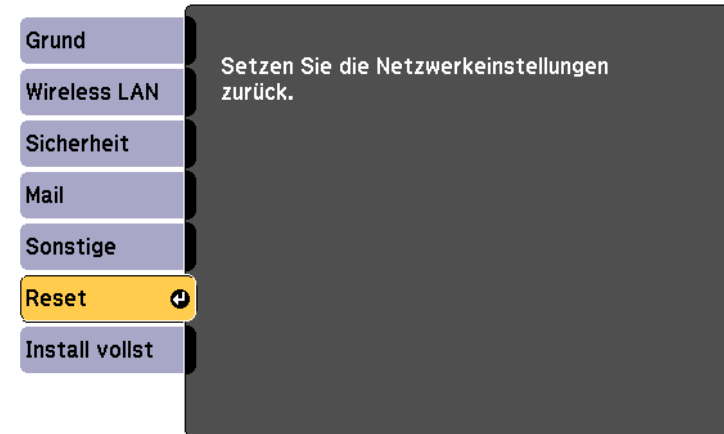 Grund
Wireless LAN
Sicherheit
Mail
Sonstige
Reset
Install vollst
Setzen Sie die Netzwerkeinstellungen
zurück.